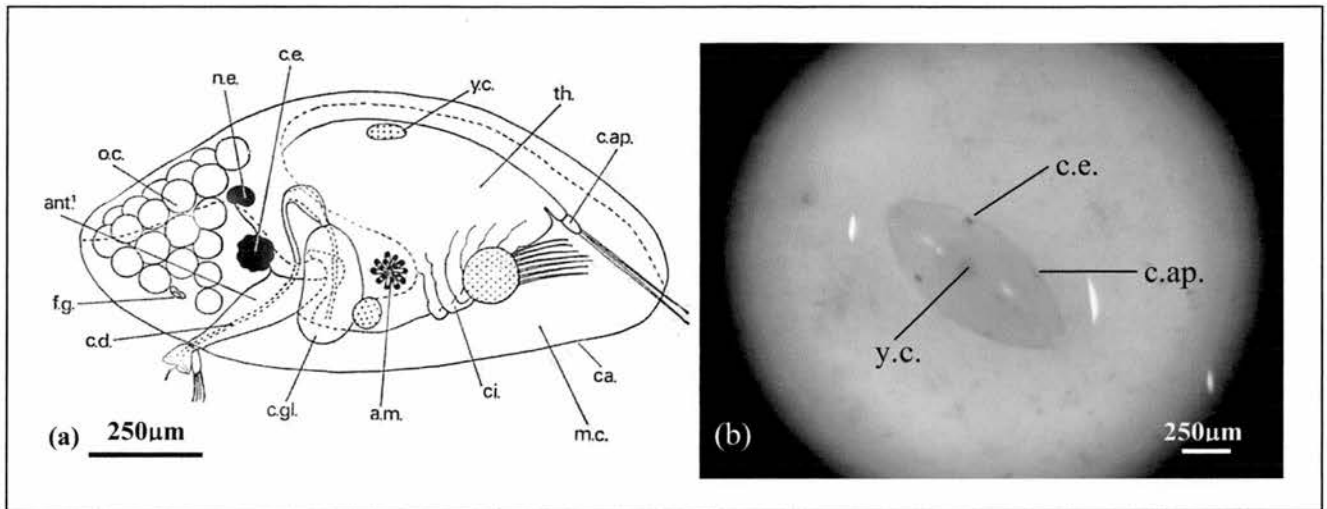 c.e.
n.e.
y.c.
th.
c.ap.
o.c.
ant.¹
f.g.
c.d.
c.gl.
a.m.
ci.
m.c.
ca.
(a) 250µm
c.e.
c.ap.
y.c.
(b) 250µm